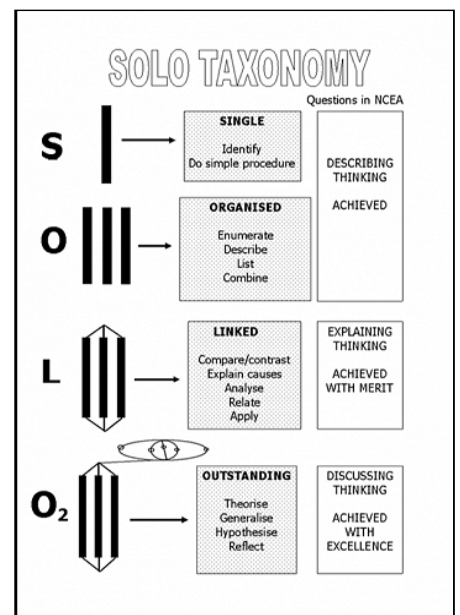 SOLO TAXONOMY
Questions in NCEA
S
SINGLE
Identify
Do simple procedure
DESCRIBING
THINKING
ACHIEVED
O
ORGANISED
Enumerate
Describe
List
Combine
L
LINKED
Compare/contrast
Explain causes
Analyse
Relate
Apply
EXPLAINING
THINKING
ACHIEVED
WITH MERIT
O₂
OUTSTANDING
Theorise
Generalise
Hypothesise
Reflect
DISCUSSING
THINKING
ACHIEVED
WITH
EXCELLENCE